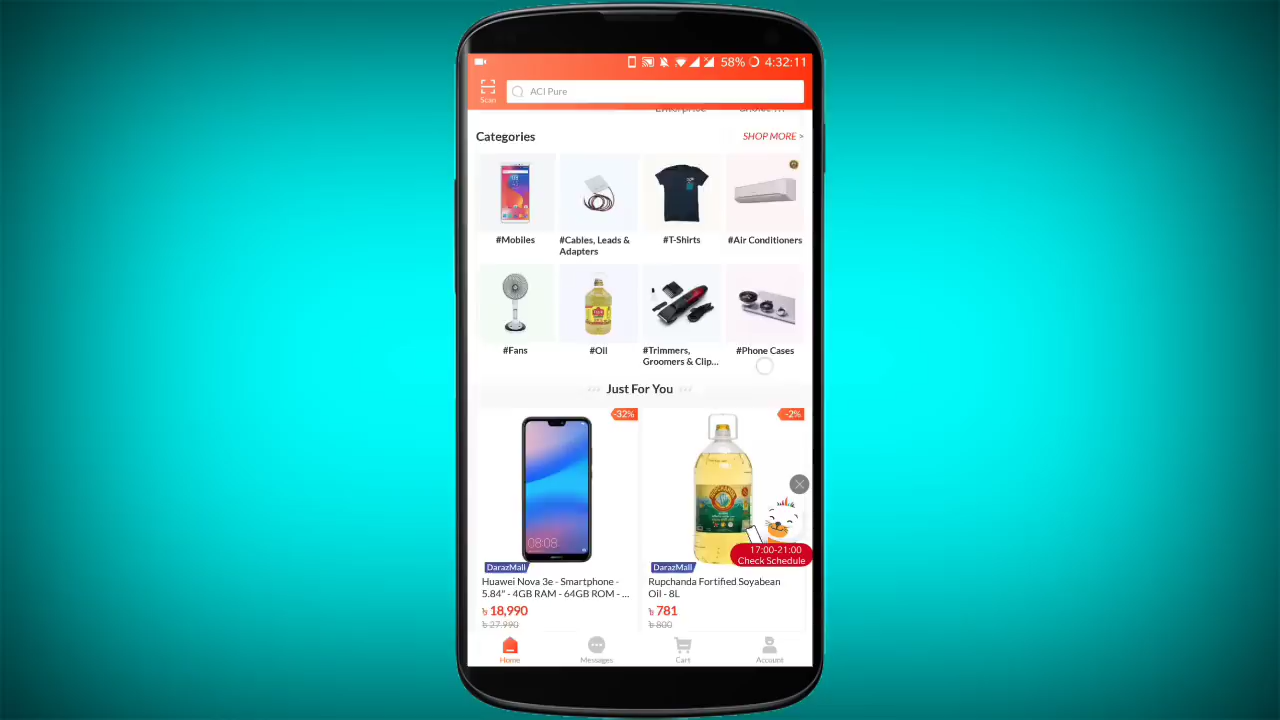 58% 4:32:11
Scan
ACI Pure
Categories
SHOP MORE >
#Mobiles
#Cables, Leads &
Adapters
#T-Shirts
#Air Conditioners
#Fans
#Oil
#Trimmers,
Groomers & Clip...
#Phone Cases
Just For You
-32%
-2%
08:08
17:00-21:00
Check Schedule
DarazMall
Huawei Nova 3e - Smartphone -
5.84" - 4GB RAM - 64GB ROM - ...
৳ 18,990
৳ 27,990
DarazMall
Rupchanda Fortified Soyabean
Oil - 8L
৳ 781
৳ 800
Home
Messages
Cart
Account